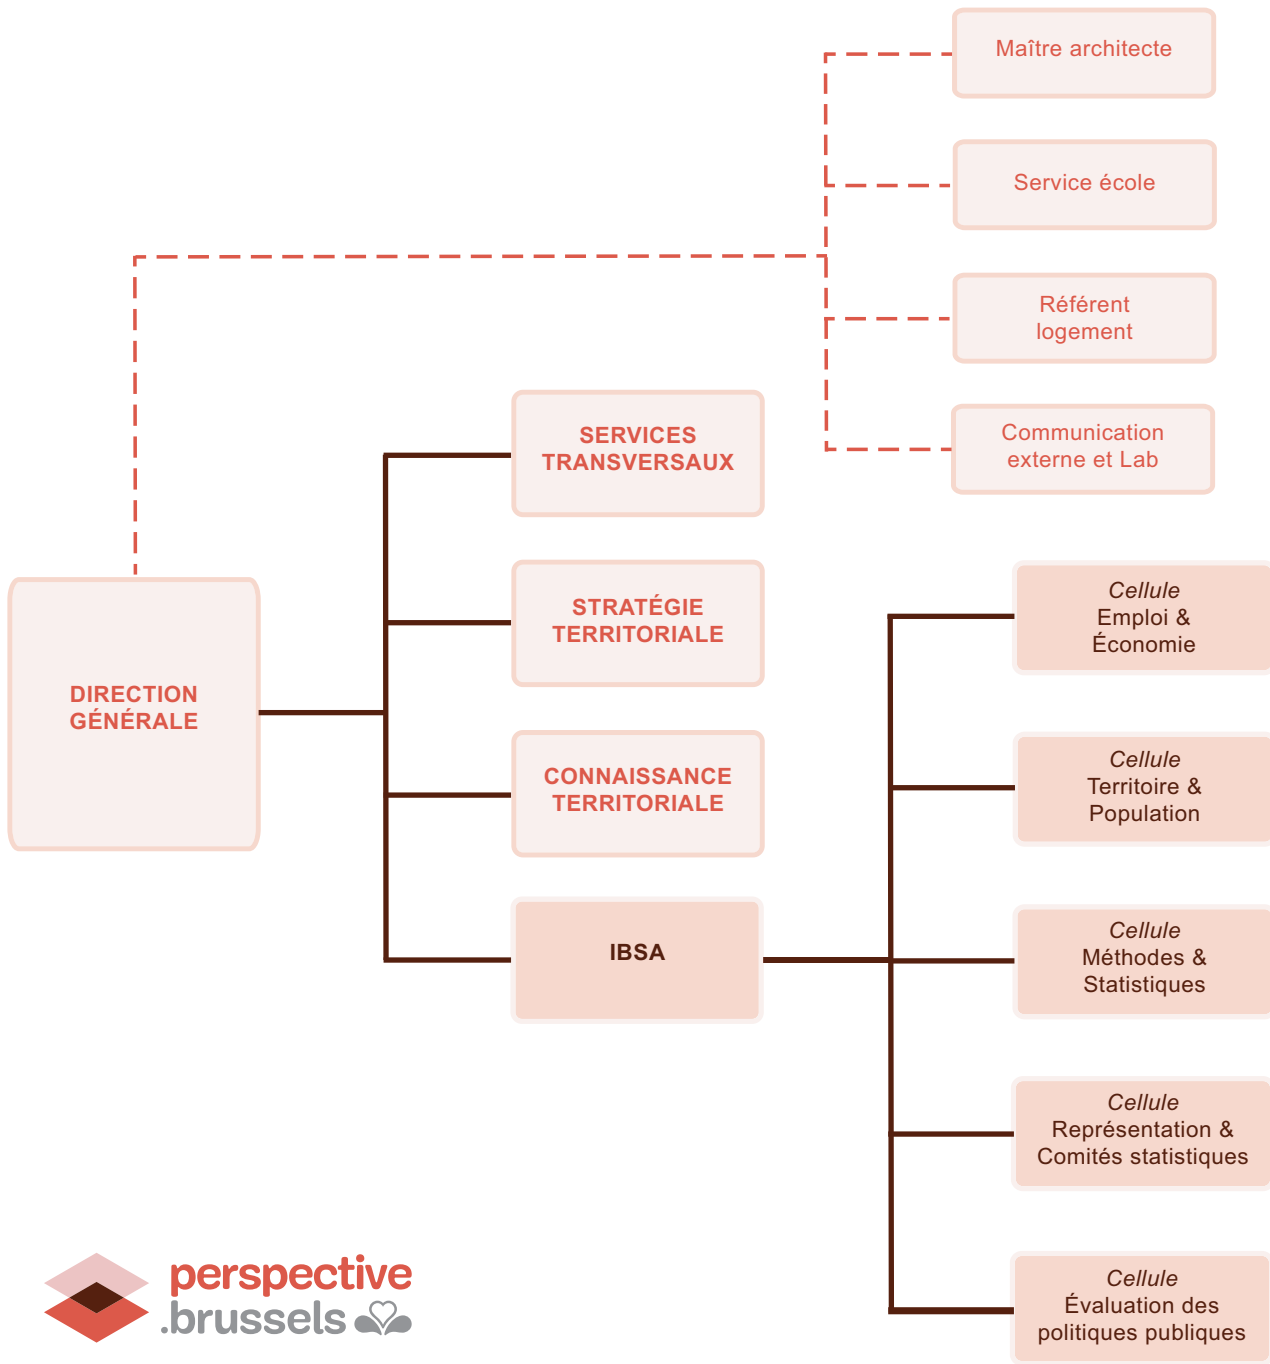 Maître architecte
Service école
Référent
logement
Communication
externe et Lab
SERVICES
TRANSVERSAUX
STRATÉGIE
TERRITORIALE
DIRECTION
GÉNÉRALE
CONNAISSANCE
TERRITORIALE
IBSA
Cellule
Emploi &
Économie
Cellule
Territoire &
Population
Cellule
Méthodes &
Statistiques
Cellule
Représentation &
Comités statistiques
Cellule
Évaluation des
politiques publiques
perspective
.brussels